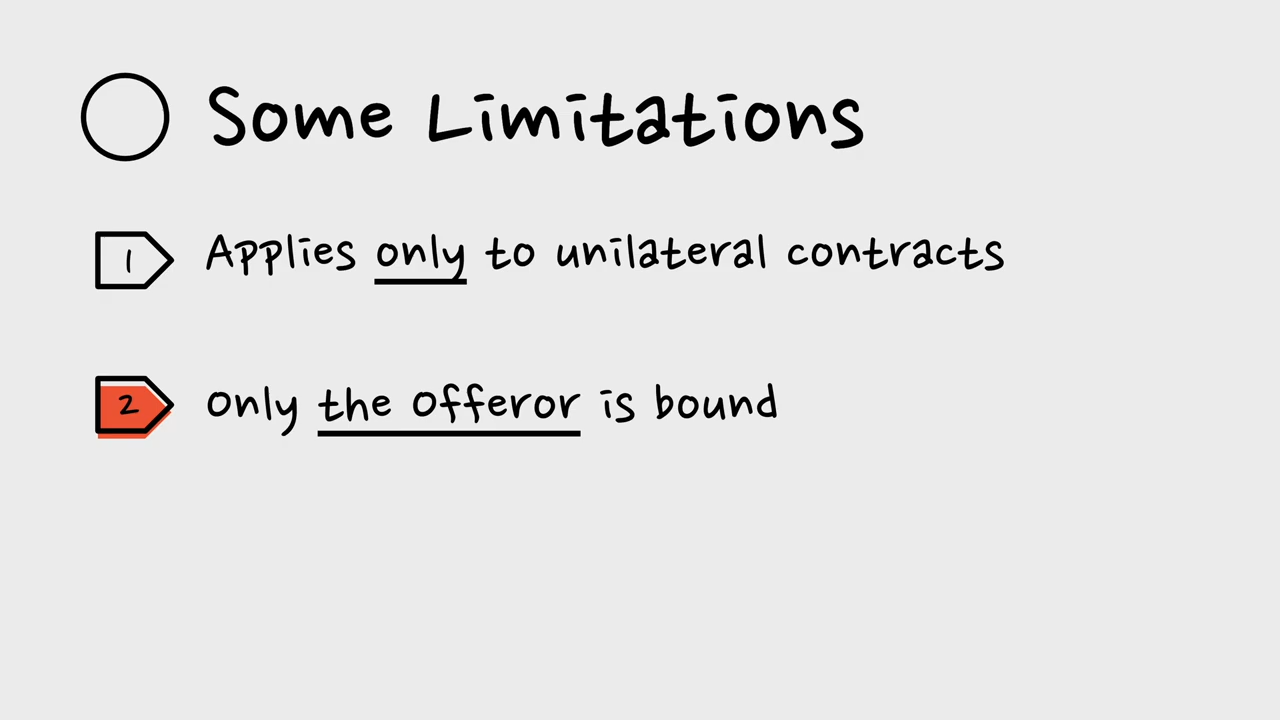 Some Limitations
1 Applies only to unilateral contracts
2 Only the Offeror is bound